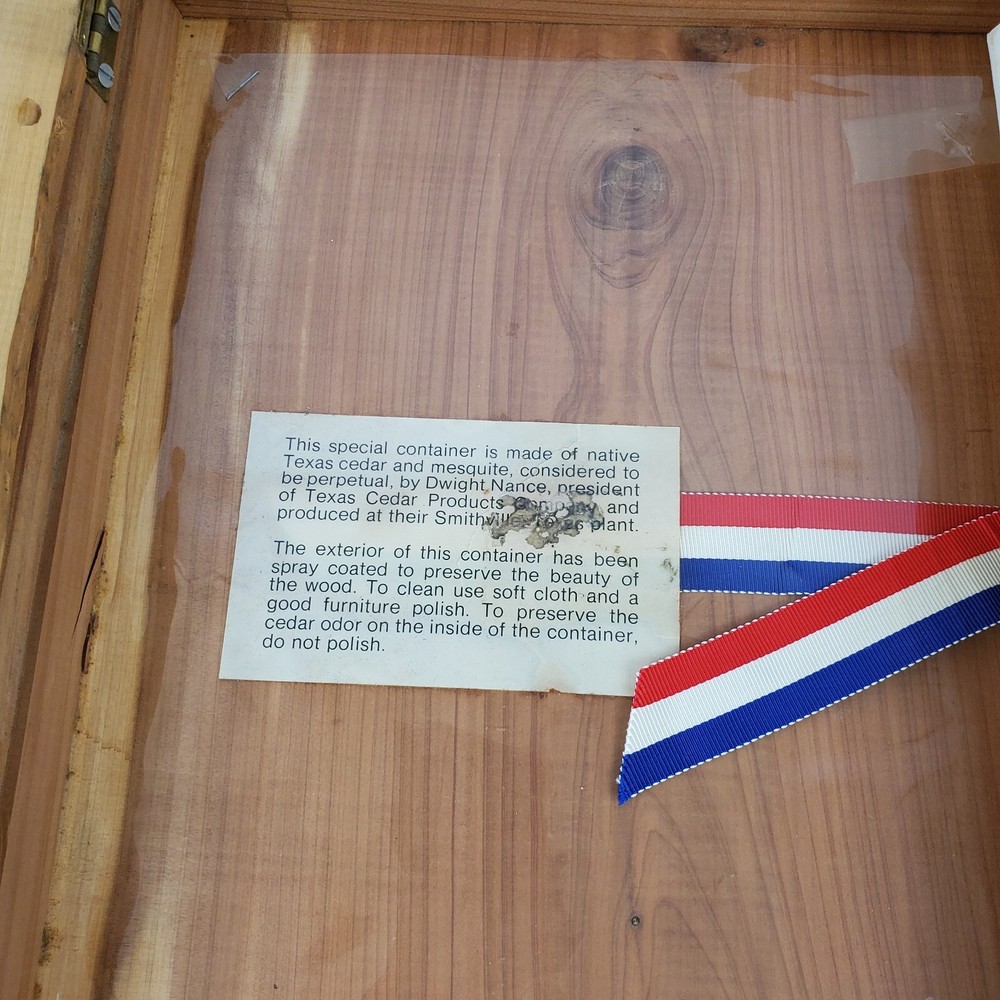 This special container is made of native
Texas cedar and mesquite, considered to
be perpetual, by Dwight Nance, president
of Texas Cedar Products Company and
produced at their Smithville, Texas plant.
The exterior of this container has been
spray coated to preserve the beauty of
the wood. To clean use soft cloth and a
good furniture polish. To preserve the
cedar odor on the inside of the container,
do not polish.